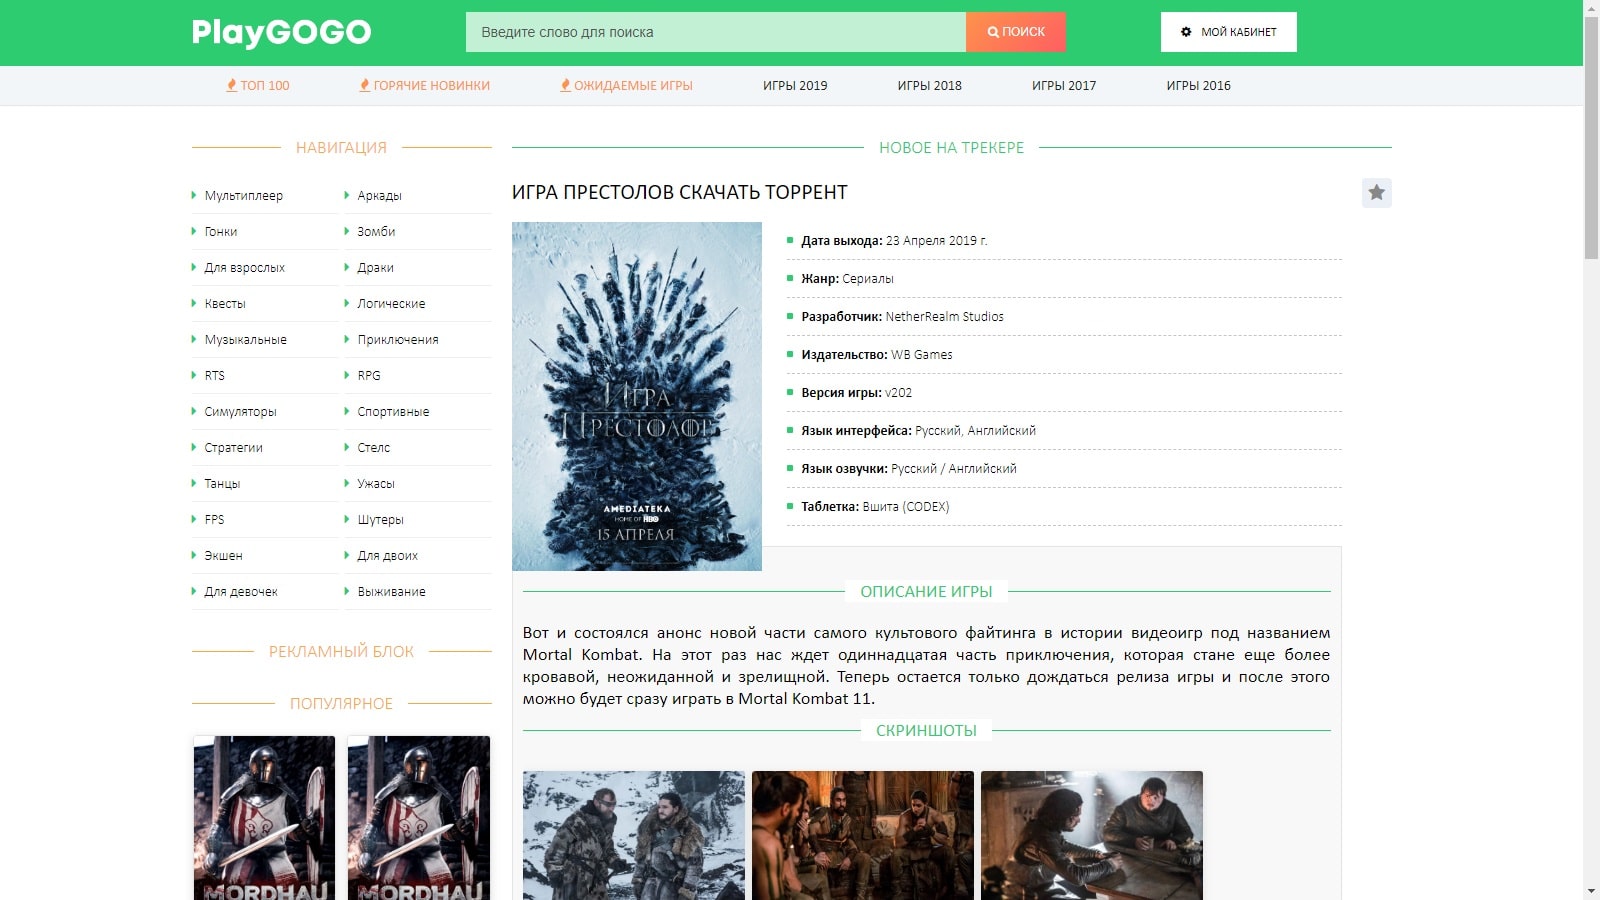 PlayGOGO
Введите слово для поиска
ПОИСК
МОЙ КАБИНЕТ
ТОП 100
ГОРЯЧИЕ НОВИНКИ
ОЖИДАЕМЫЕ ИГРЫ
ИГРЫ 2019
ИГРЫ 2018
ИГРЫ 2017
ИГРЫ 2016
НАВИГАЦИЯ
Мультиплеер
Аркады
Гонки
Зомби
Для взрослых
Драки
Квесты
Логические
Музыкальные
Приключения
RTS
RPG
Симуляторы
Спортивные
Стратегии
Стелс
Танцы
Ужасы
FPS
Шутеры
Экшен
Для двоих
Для девочек
Выживание
РЕКЛАМНЫЙ БЛОК
ПОПУЛЯРНОЕ
MORDHAU
MORDHAU
НОВОЕ НА ТРЕКЕРЕ
ИГРА ПРЕСТОЛОВ СКАЧАТЬ ТОРРЕНТ
Игра
Престолов
AMEDIATEKA
HOME OF HBO
15 АПРЕЛЯ
Дата выхода: 23 Апреля 2019 г.
Жанр: Сериалы
Разработчик: NetherRealm Studios
Издательство: WB Games
Версия игры: v202
Язык интерфейса: Русский, Английский
Язык озвучки: Русский / Английский
Таблетка: Вшита (CODEX)
ОПИСАНИЕ ИГРЫ
Вот и состоялся анонс новой части самого культового файтинга в истории видеоигр под названием
Mortal Kombat. На этот раз нас ждет одиннадцатая часть приключения, которая стане еще более
кровавой, неожиданной и зрелищной. Теперь остается только дождаться релиза игры и после этого
можно будет сразу играть в Mortal Kombat 11.
СКРИНШОТЫ